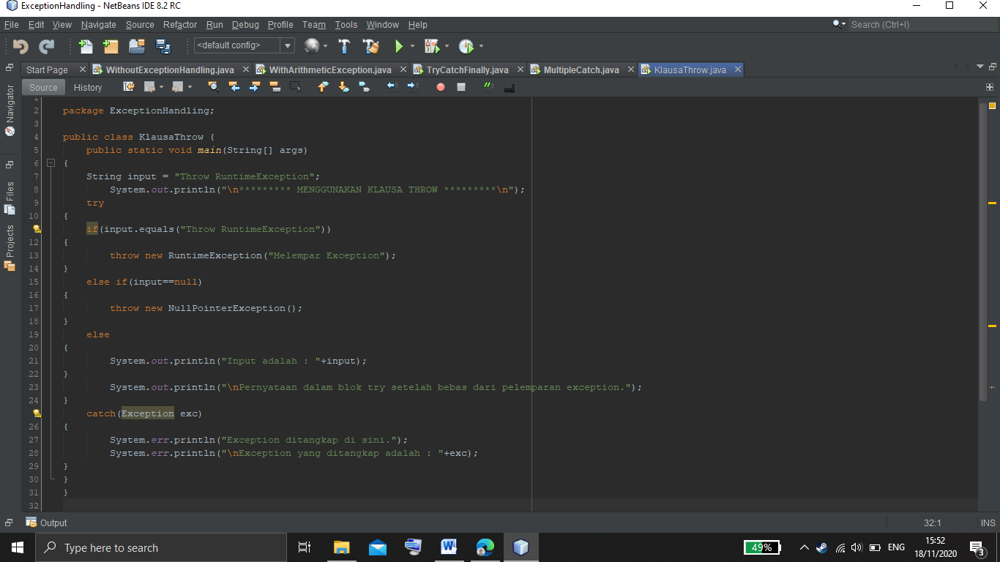 ExceptionHandling - NetBeans IDE 8.2 RC
File Edit View Navigate Source Refactor Run Debug Profile Team Tools Window Help
Search (Ctrl+I)
<default config>
Start Page
WithoutExceptionHandling.java
WithArithmeticException.java
TryCatchFinally.java
MultipleCatch.java
KlausaThrow.java
Source History
Navigator
Files
Projects
1
2 package ExceptionHandling;
3
4 public class KlausaThrow {
5 public static void main(String[] args)
6 {
7 String input = "Throw RuntimeException";
8 System.out.println("\n********* MENGGUNAKAN KLAUSA THROW *********\n");
9 try
10 {
if(input.equals("Throw RuntimeException"))
12 {
13 throw new RuntimeException("Melempar Exception");
14 }
15 else if(input==null)
16 {
17 throw new NullPointerException();
18 }
19 else
20 {
21 System.out.println("Input adalah : "+input);
22 }
23 System.out.println("\nPernyataan dalam blok try setelah bebas dari pelemparan exception.");
24 }
catch(Exception exc)
26 {
27 System.err.println("Exception ditangkap di sini.");
28 System.err.println("\nException yang ditangkap adalah : "+exc);
29 }
30 }
31 }
32
Output
32:1 INS
Type here to search
49%
ENG
15:52
18/11/2020
3